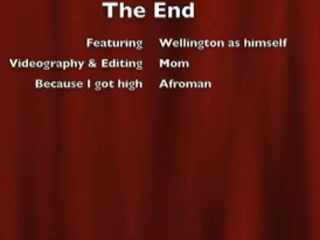 The End
Featuring Wellington as himself
Videography & Editing Mom
Because I got high Afroman